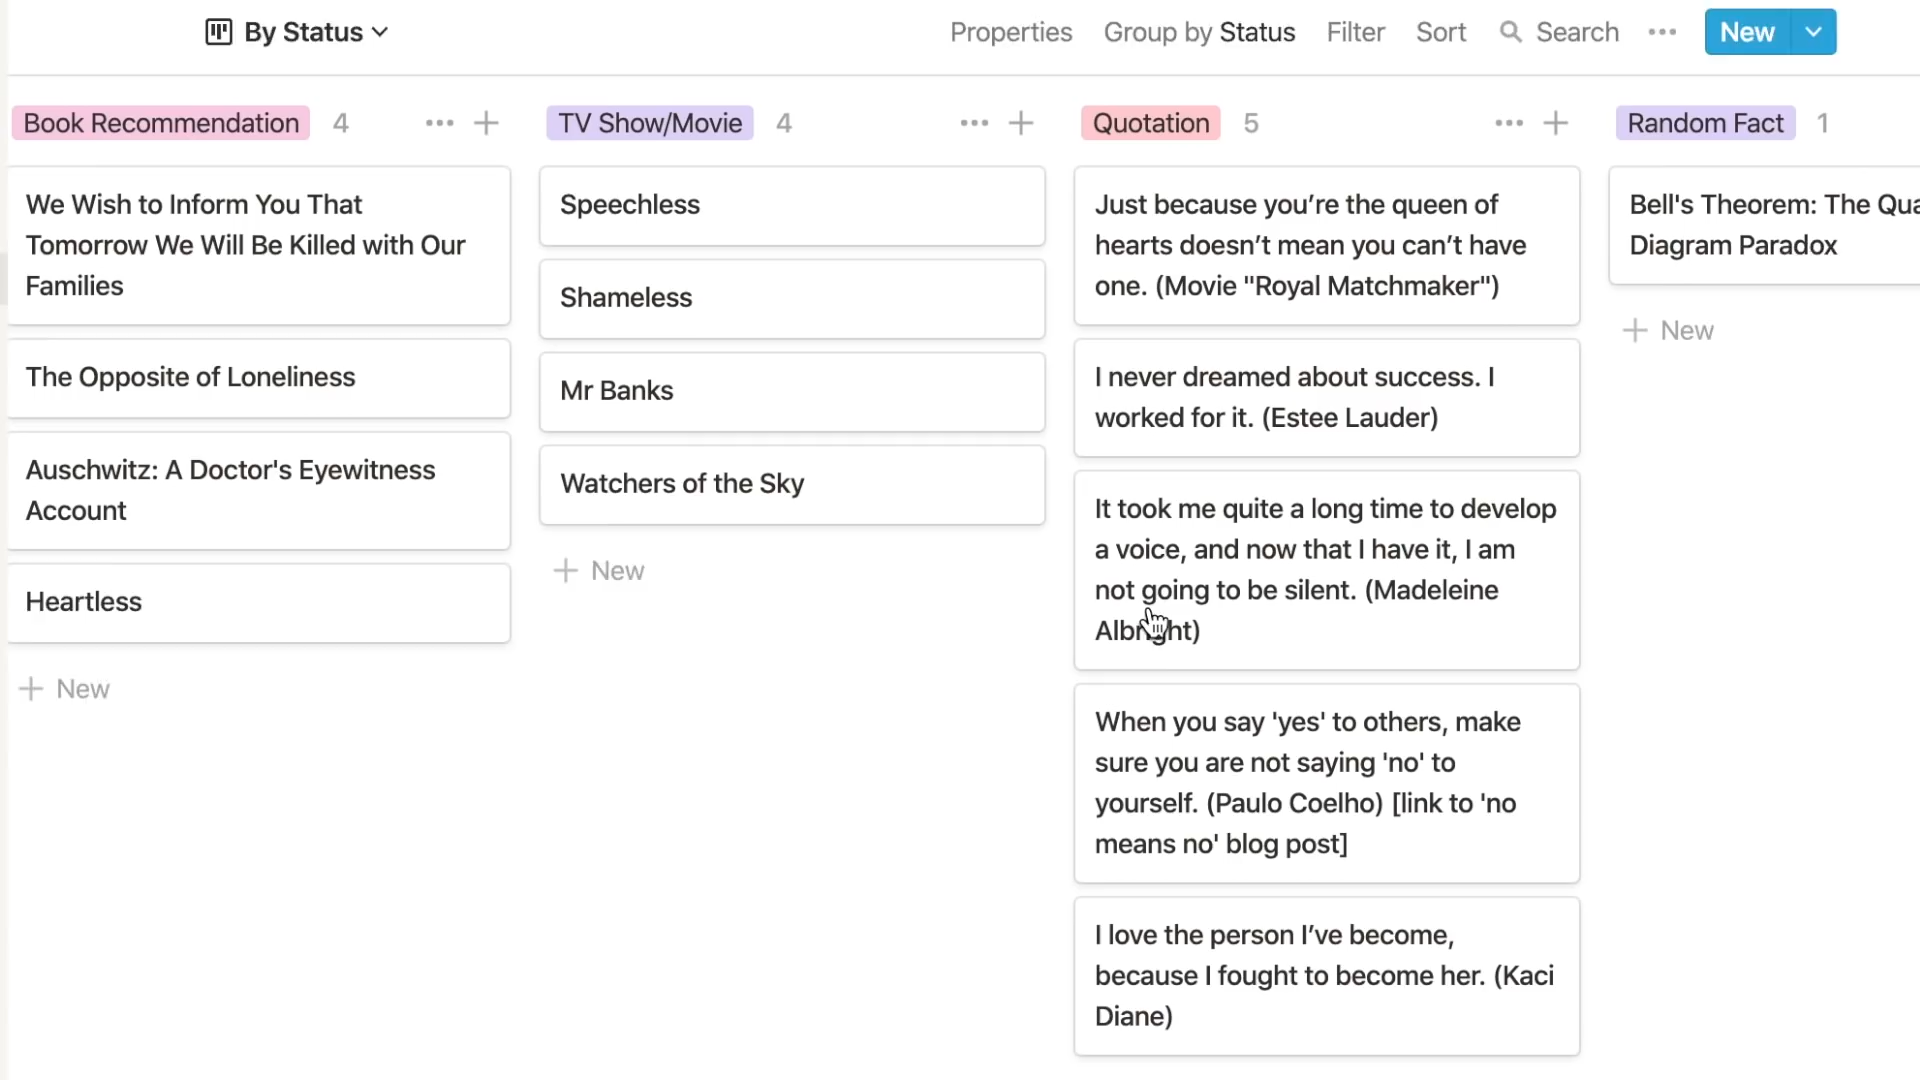 By Status
Properties
Group by Status
Filter
Sort
Search
New
Book Recommendation 4
We Wish to Inform You That
Tomorrow We Will Be Killed with Our
Families
The Opposite of Loneliness
Auschwitz: A Doctor's Eyewitness
Account
Heartless
New
TV Show/Movie 4
Speechless
Shameless
Mr Banks
Watchers of the Sky
New
Quotation 5
Just because you’re the queen of
hearts doesn’t mean you can’t have
one. (Movie "Royal Matchmaker")
I never dreamed about success. I
worked for it. (Estee Lauder)
It took me quite a long time to develop
a voice, and now that I have it, I am
not going to be silent. (Madeleine
Albright)
When you say 'yes' to others, make
sure you are not saying 'no' to
yourself. (Paulo Coelho) [link to 'no
means no' blog post]
I love the person I’ve become,
because I fought to become her. (Kaci
Diane)
Random Fact 1
Bell's Theorem: The
Diagram Paradox
New